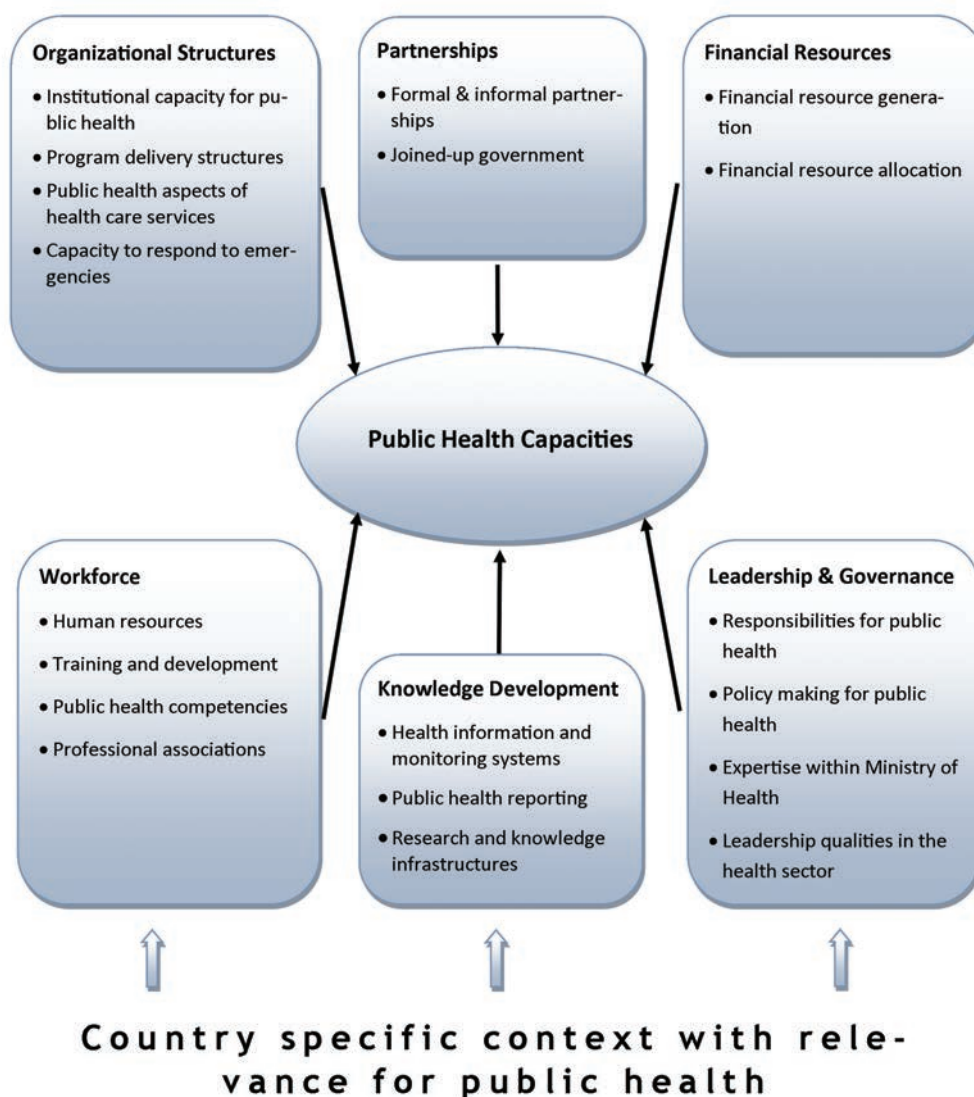 Organizational Structures
• Institutional capacity for pu-
blic health
• Program delivery structures
• Public health aspects of
health care services
• Capacity to respond to emer-
gencies
Partnerships
• Formal & informal partner-
ships
• Joined-up government
Financial Resources
• Financial resource genera-
tion
• Financial resource allocation
Public Health Capacities
Workforce
• Human resources
• Training and development
• Public health competencies
• Professional associations
Knowledge Development
• Health information and
monitoring systems
• Public health reporting
• Research and knowledge
infrastructures
Leadership & Governance
• Responsibilities for public
health
• Policy making for public
health
• Expertise within Ministry of
Health
• Leadership qualities in the
health sector
Country specific context with rele-
vance for public health